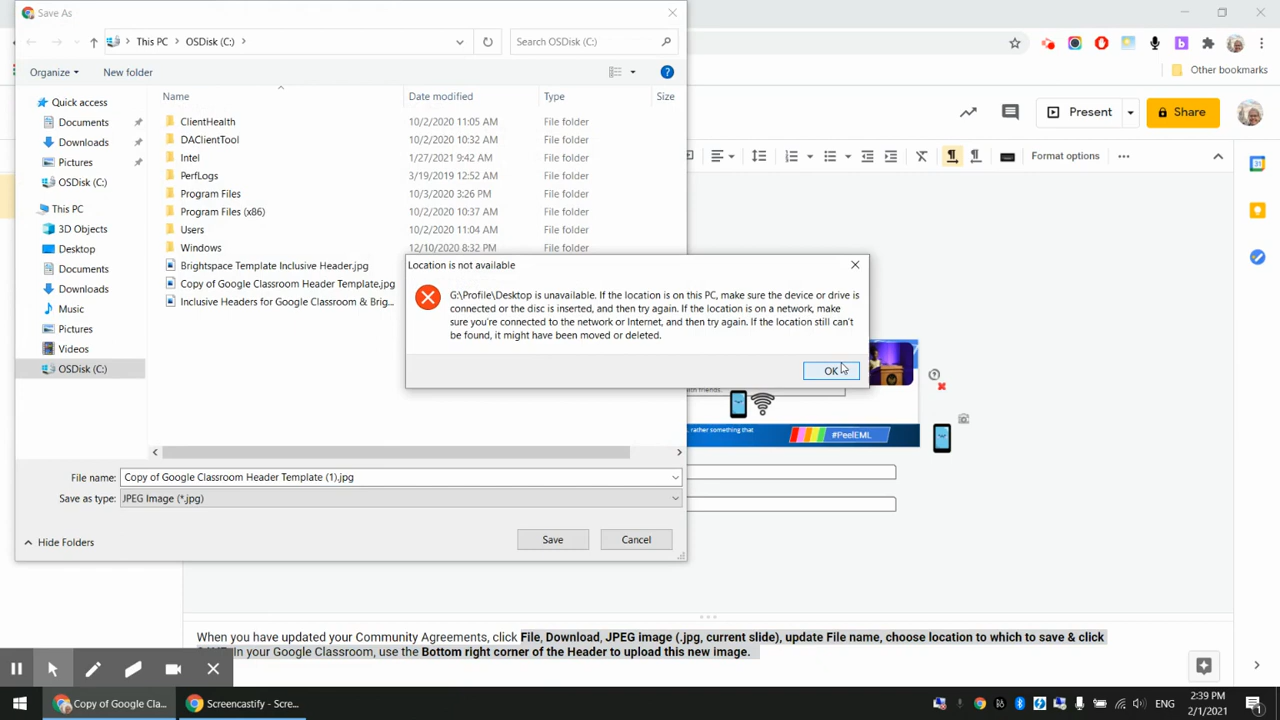 Save As
This PC > OSDisk (C:) >
Search OSDisk (C:)
Organize
New folder
Name
Date modified
Type
Size
Quick access
Documents
Downloads
Pictures
OSDisk (C:)
This PC
3D Objects
Desktop
Documents
Downloads
Music
Pictures
Videos
OSDisk (C:)
ClientHealth 10/2/2020 11:05 AM File folder
DAClientTool 10/2/2020 10:32 AM File folder
Intel 1/27/2021 9:42 AM File folder
PerfLogs 3/19/2019 12:52 AM File folder
Program Files 10/3/2020 3:26 PM File folder
Program Files (x86) 10/2/2020 10:37 AM File folder
Users 10/2/2020 11:04 AM File folder
Windows 12/10/2020 8:32 PM File folder
Brightspace Template Inclusive Header.jpg
Copy of Google Classroom Header Template.jpg
Inclusive Headers for Google Classroom & Brig...
Location is not available
G:\Profile\Desktop is unavailable. If the location is on this PC, make sure the device or drive is
connected or the disc is inserted, and then try again. If the location is on a network, make
sure you're connected to the network or Internet, and then try again. If the location still can't
be found, it might have been moved or deleted.
OK
File name: Copy of Google Classroom Header Template (1).jpg
Save as type: JPEG Image (*.jpg)
Hide Folders
Save
Cancel
Other bookmarks
Present
Share
Format options
with friends.
, rather something that
#PeelEML
When you have updated your Community Agreements, click File, Download, JPEG image (.jpg, current slide), update File name, choose location to which to save & click
In your Google Classroom, use the Bottom right corner of the Header to upload this new image.
Copy of Google Cla...
Screencastify - Scre...
ENG
2:39 PM
2/1/2021
1